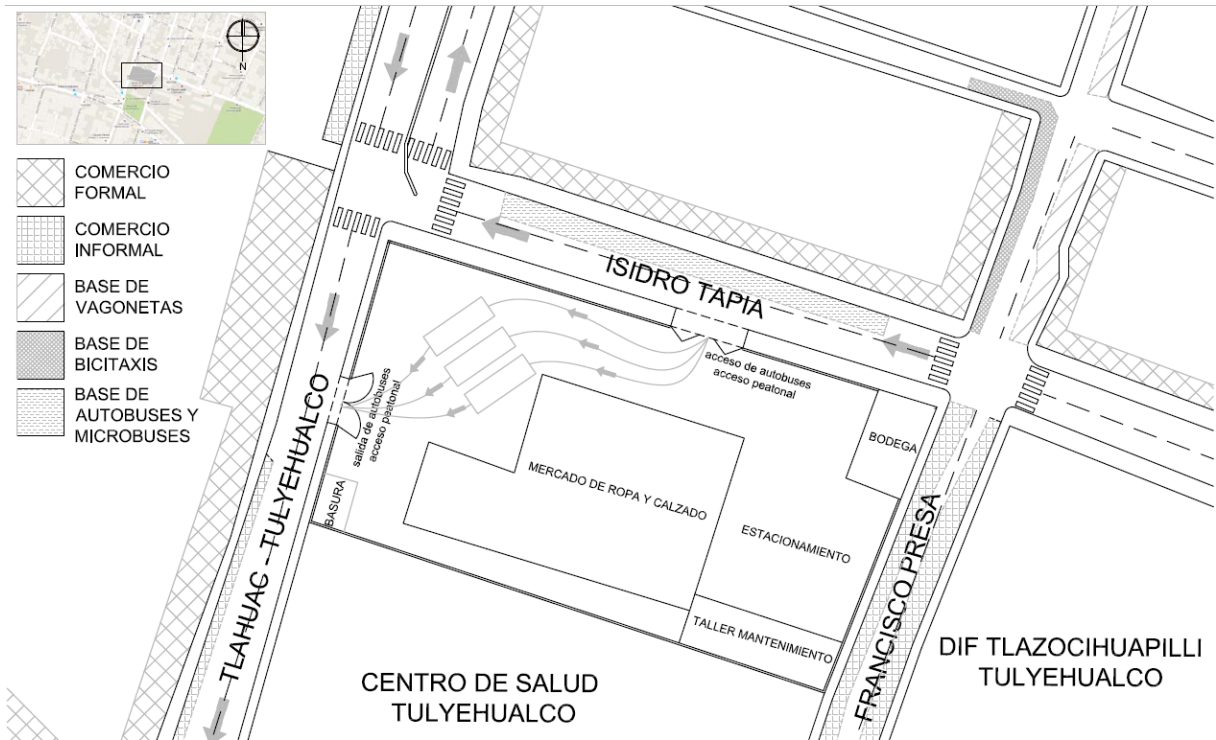 N
COMERCIO
FORMAL
COMERCIO
INFORMAL
BASE DE
VAGONETAS
BASE DE
BICITAXIS
BASE DE
AUTOBUSES Y
MICROBUSES
ISIDRO TAPIA
acceso de autobuses
acceso peatonal
salida de autobuses
acceso peatonal
TLAHUAC - TULYEHUALCO
BASURA
MERCADO DE ROPA Y CALZADO
BODEGA
ESTACIONAMIENTO
TALLER MANTENIMIENTO
FRANCISCO PRESA
CENTRO DE SALUD
TULYEHUALCO
DIF TLAZOCIHUAPILLI
TULYEHUALCO